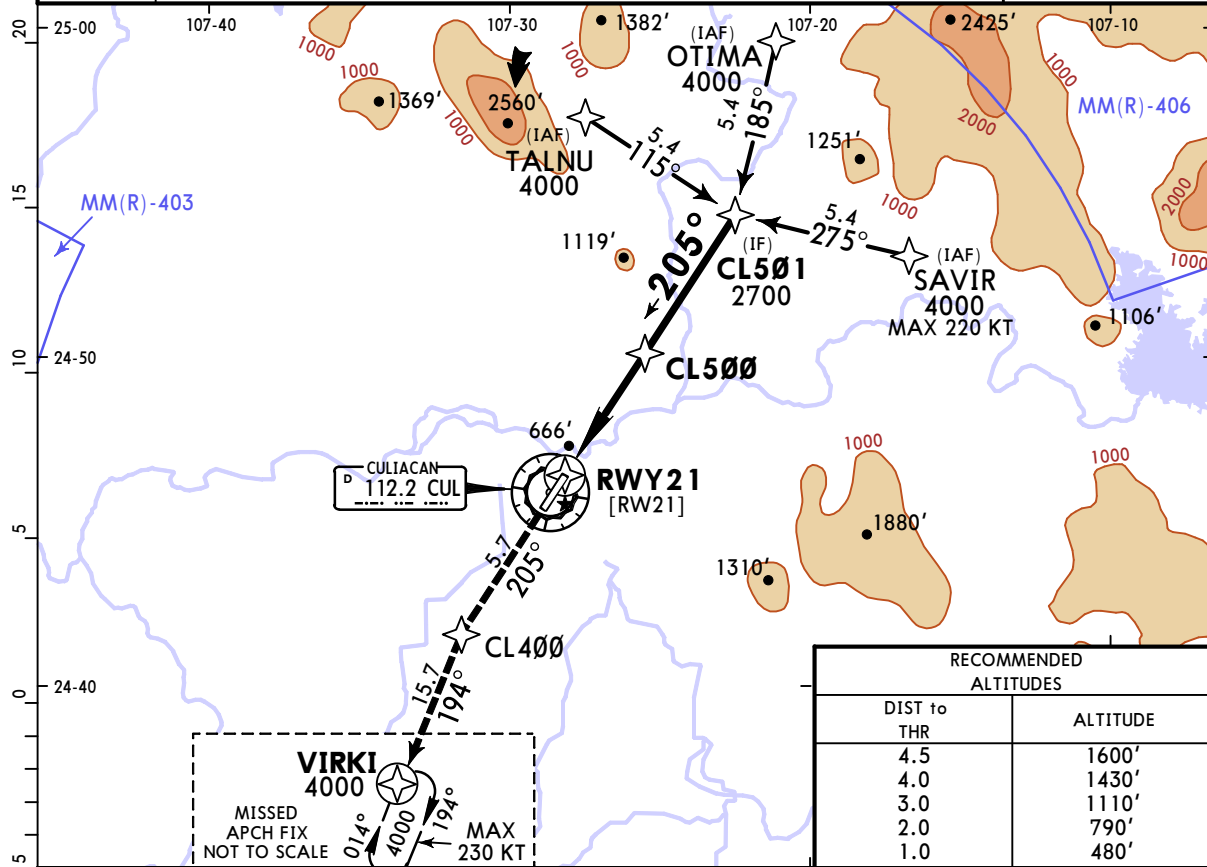 107-40
107-30
107-20
107-10
20
25-00
15
10
24-50
5
0
24-40
5
1000
1000
1369'
1000
2560'
1382'
1000
(IAF)
OTIMA
4000
5.4
185°
(IAF)
TALNU
4000
5.4
115°
2425'
1000
2000
MM(R)-406
1251'
1000
2000
1000
MM(R)-403
1119'
205°
(IF)
CL5Ø1
2700
5.4
275°
(IAF)
SAVIR
4000
MAX 220 KT
1106'
CL5ØØ
666'
CULIACAN
D 112.2 CUL
RWY21
[RW21]
5.7
205°
CL4ØØ
15.7
194°
1000
1000
1880'
1310'
VIRKI
4000
MISSED
APCH FIX
NOT TO SCALE
014°
4000
194°
MAX
230 KT
RECOMMENDED
ALTITUDES
DIST to
THR
ALTITUDE
4.5 1600'
4.0 1430'
3.0 1110'
2.0 790'
1.0 480'